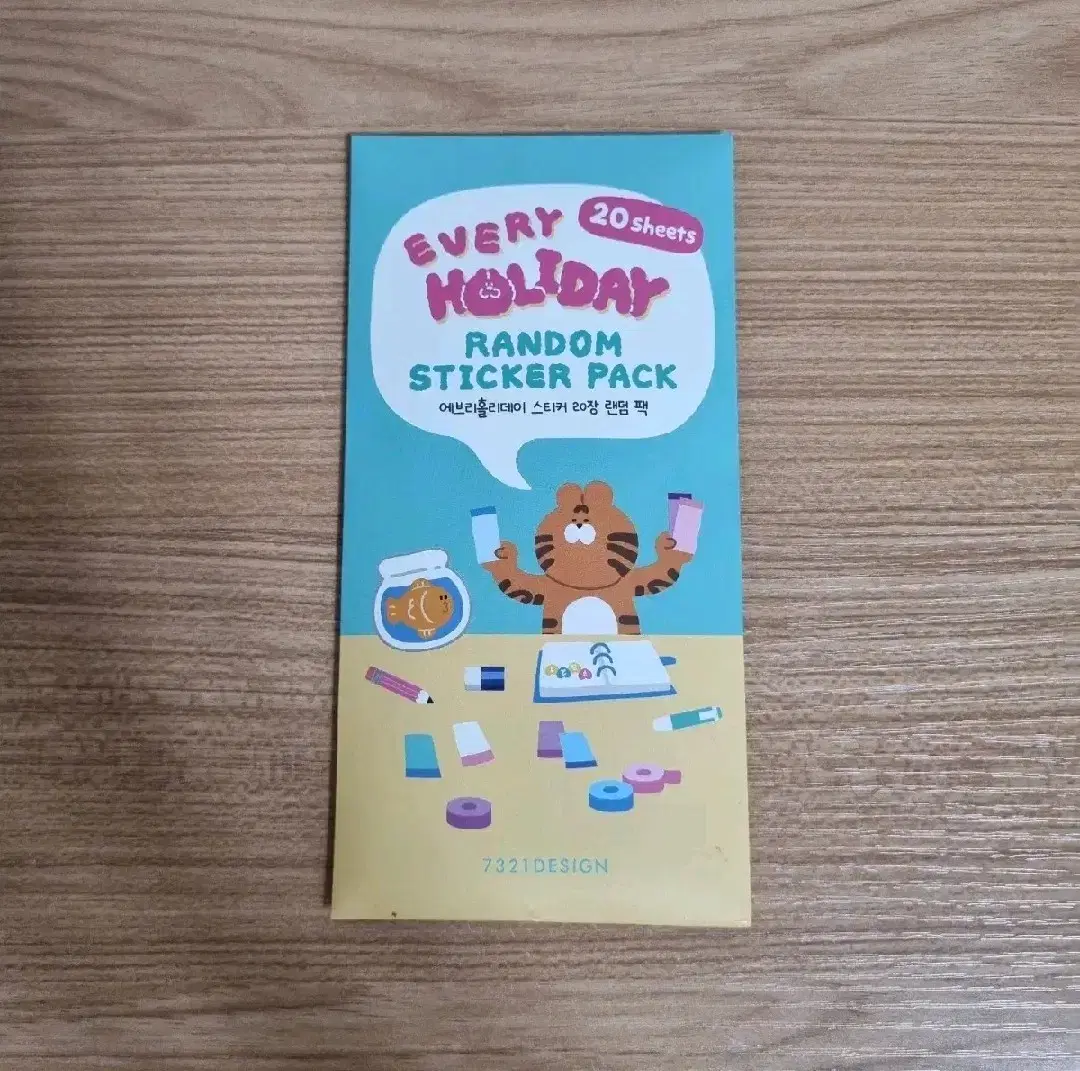 EVERY
20 sheets
HOLIDAY
RANDOM
STICKER PACK
에브리홀리데이 스티커 20장 랜덤 팩
7321DESIGN